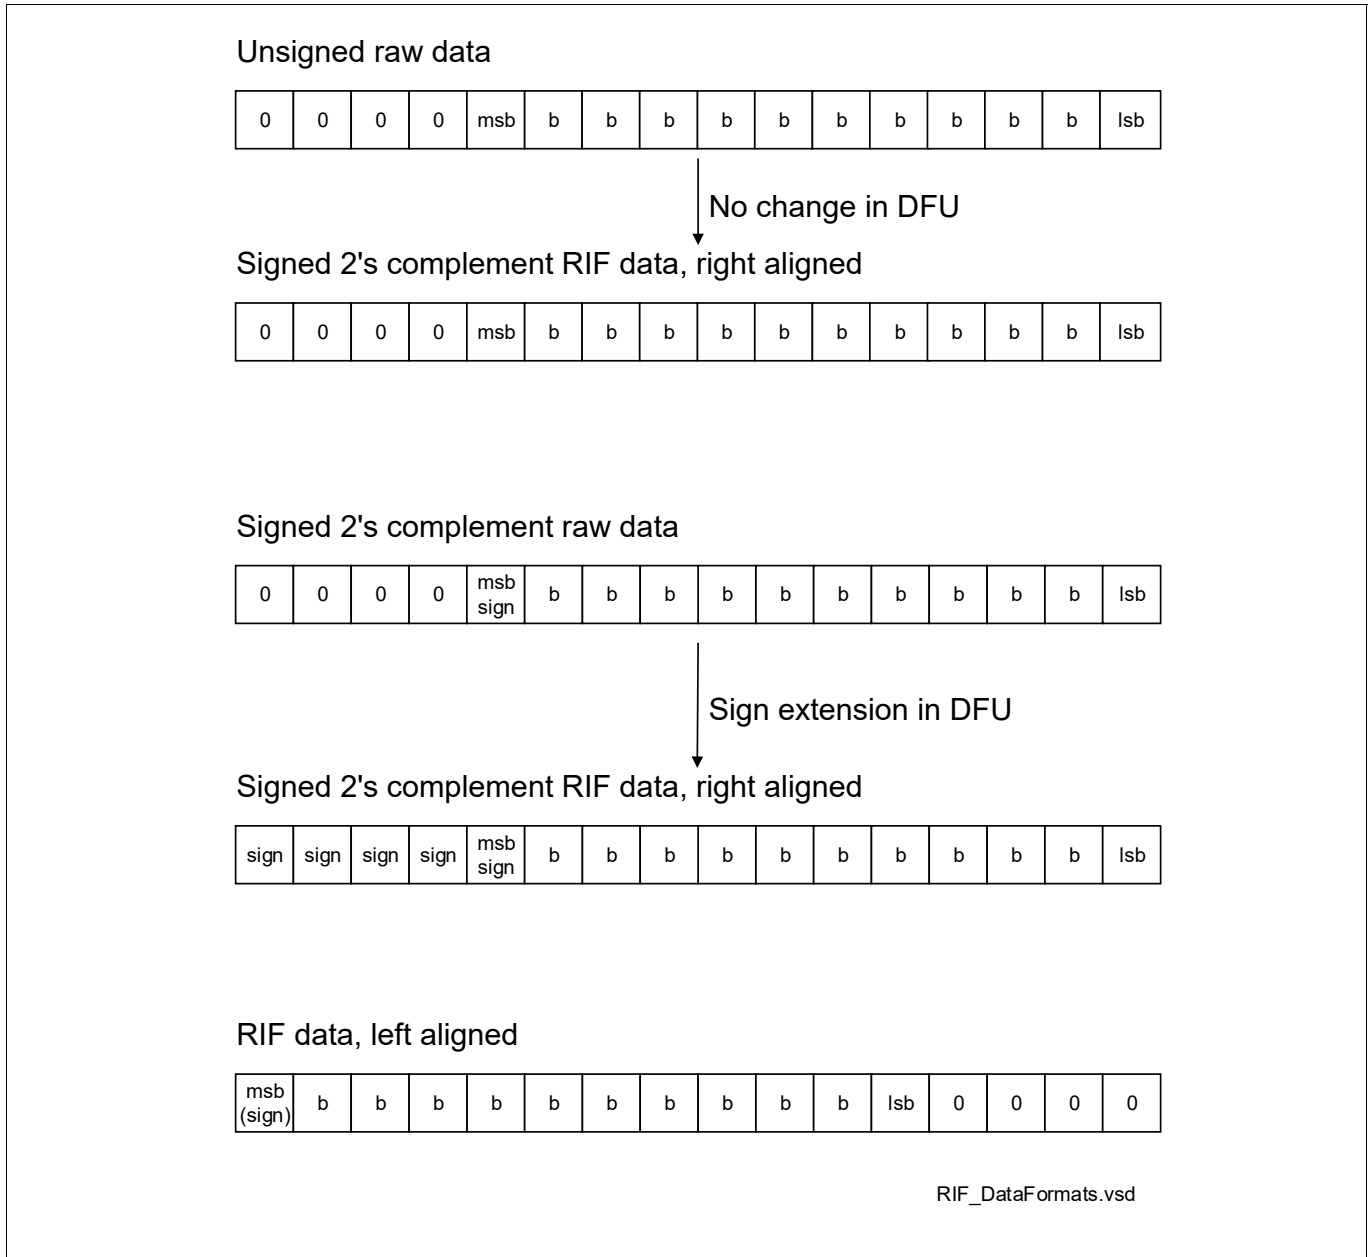 Unsigned raw data
0 0 0 0 msb b b b b b b b b b b lsb
No change in DFU
Signed 2's complement RIF data, right aligned
0 0 0 0 msb b b b b b b b b b b lsb
Signed 2's complement raw data
0 0 0 0 msb sign b b b b b b b b b b lsb
Sign extension in DFU
Signed 2's complement RIF data, right aligned
sign sign sign sign msb sign b b b b b b b b b b lsb
RIF data, left aligned
msb (sign) b b b b b b b b b b lsb 0 0 0 0
RIF_DataFormats.vsd